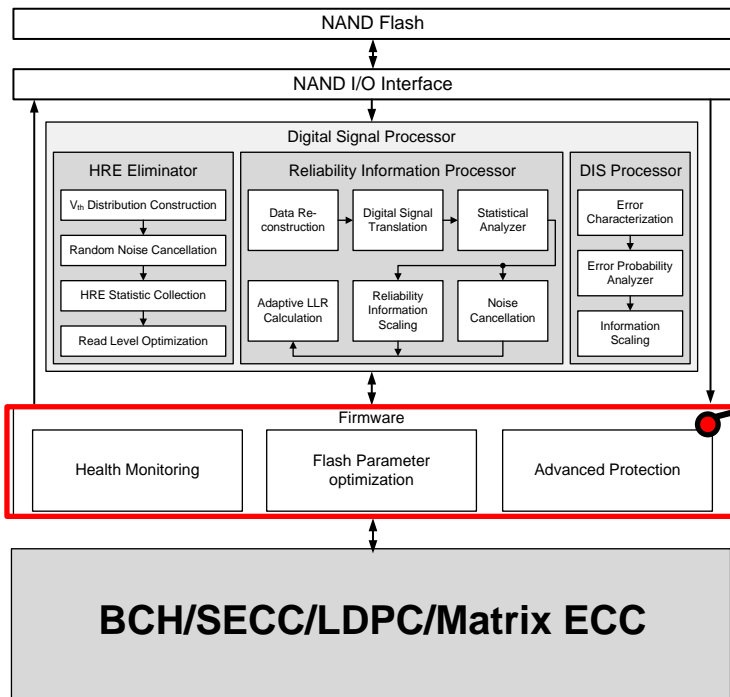 NAND Flash
NAND I/O Interface
Digital Signal Processor
HRE Eliminator
Vth Distribution Construction
Random Noise Cancellation
HRE Statistic Collection
Read Level Optimization
Reliability Information Processor
Data Re-
construction
Digital Signal
Translation
Statistical
Analyzer
Adaptive LLR
Calculation
Reliability
Information
Scaling
Noise
Cancellation
DIS Processor
Error
Characterization
Error Probability
Analyzer
Information
Scaling
Firmware
Health Monitoring
Flash Parameter
optimization
Advanced Protection
BCH/SECC/LDPC/Matrix ECC